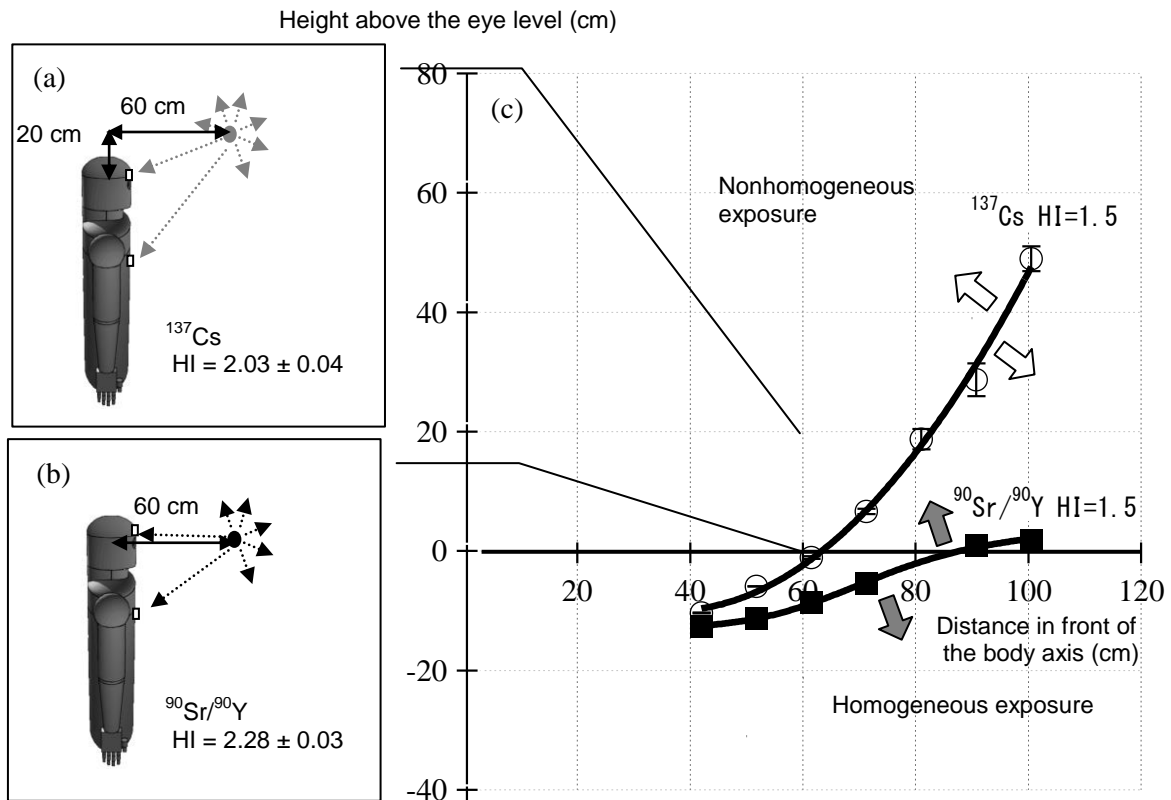 Height above the eye level (cm)
(a)
60 cm
20 cm
¹³⁷Cs
HI = 2.03 ± 0.04
(b)
60 cm
⁹⁰Sr/⁹⁰Y
HI = 2.28 ± 0.03
(c)
80
60
40
20
0
-20
-40
20
40
60
80
100
120
Nonhomogeneous
exposure
¹³⁷Cs HI=1.5
⁹⁰Sr/⁹⁰Y HI=1.5
Distance in front of
the body axis (cm)
Homogeneous exposure